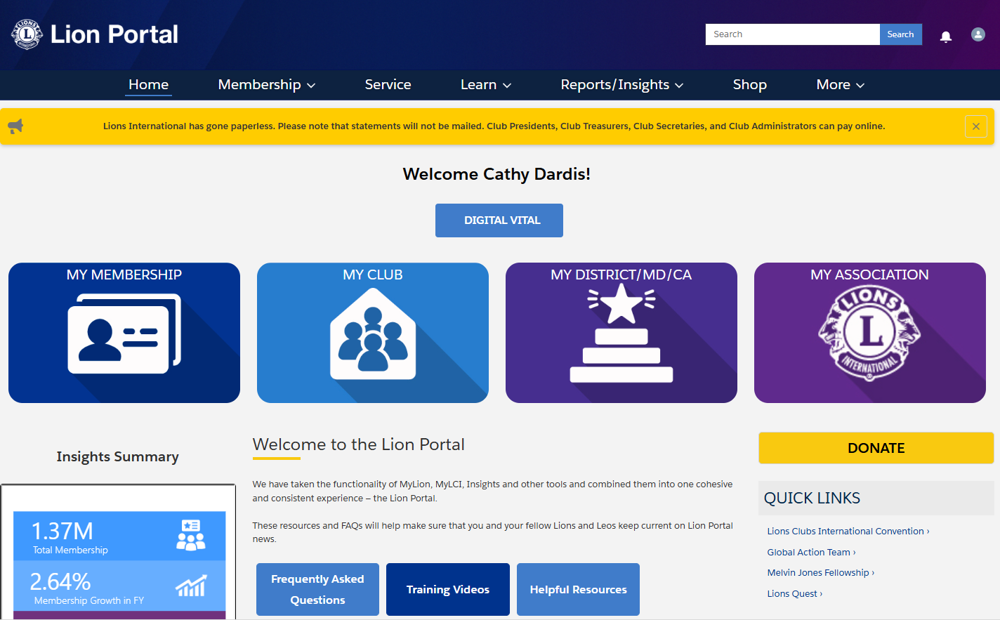 Lion Portal
Search
Search
Home
Membership
Service
Learn
Reports/Insights
Shop
More
Lions International has gone paperless. Please note that statements will not be mailed. Club Presidents, Club Treasurers, Club Secretaries, and Club Administrators can pay online.
Welcome Cathy Dardis!
DIGITAL VITAL
MY MEMBERSHIP
MY CLUB
MY DISTRICT/MD/CA
MY ASSOCIATION
LIONS
L
INTERNATIONAL
Insights Summary
1.37M
Total Membership
2.64%
Membership Growth in FY
Welcome to the Lion Portal
We have taken the functionality of MyLion, MyLCI, Insights and other tools and combined them into one cohesive
and consistent experience – the Lion Portal.
These resources and FAQs will help make sure that you and your fellow Lions and Leos keep current on Lion Portal
news.
Frequently Asked
Questions
Training Videos
Helpful Resources
DONATE
QUICK LINKS
Lions Clubs International Convention ›
Global Action Team ›
Melvin Jones Fellowship ›
Lions Quest ›